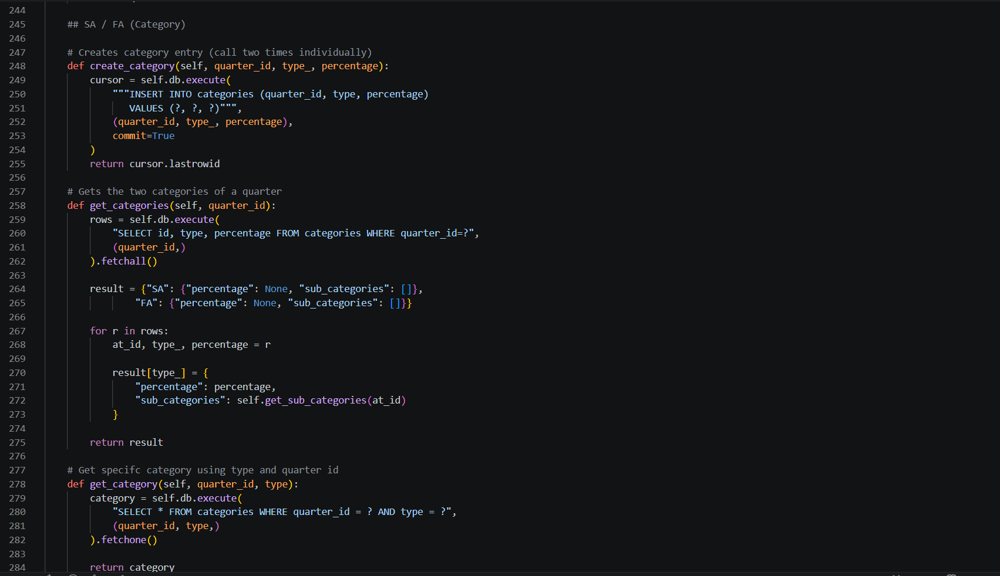 244
245 ## SA / FA (Category)
246
247 # Creates category entry (call two times individually)
248 def create_category(self, quarter_id, type_, percentage):
249 cursor = self.db.execute(
250 """INSERT INTO categories (quarter_id, type, percentage)
251 VALUES (?, ?, ?)""",
252 (quarter_id, type_, percentage),
253 commit=True
254 )
255 return cursor.lastrowid
256
257 # Gets the two categories of a quarter
258 def get_categories(self, quarter_id):
259 rows = self.db.execute(
260 "SELECT id, type, percentage FROM categories WHERE quarter_id=?",
261 (quarter_id,)
262 ).fetchall()
263
264 result = {"SA": {"percentage": None, "sub_categories": []},
265 "FA": {"percentage": None, "sub_categories": []}}
266
267 for r in rows:
268 at_id, type_, percentage = r
269
270 result[type_] = {
271 "percentage": percentage,
272 "sub_categories": self.get_sub_categories(at_id)
273 }
274
275 return result
276
277 # Get specifc category using type and quarter id
278 def get_category(self, quarter_id, type):
279 category = self.db.execute(
280 "SELECT * FROM categories WHERE quarter_id = ? AND type = ?",
281 (quarter_id, type,)
282 ).fetchone()
283
284 return category